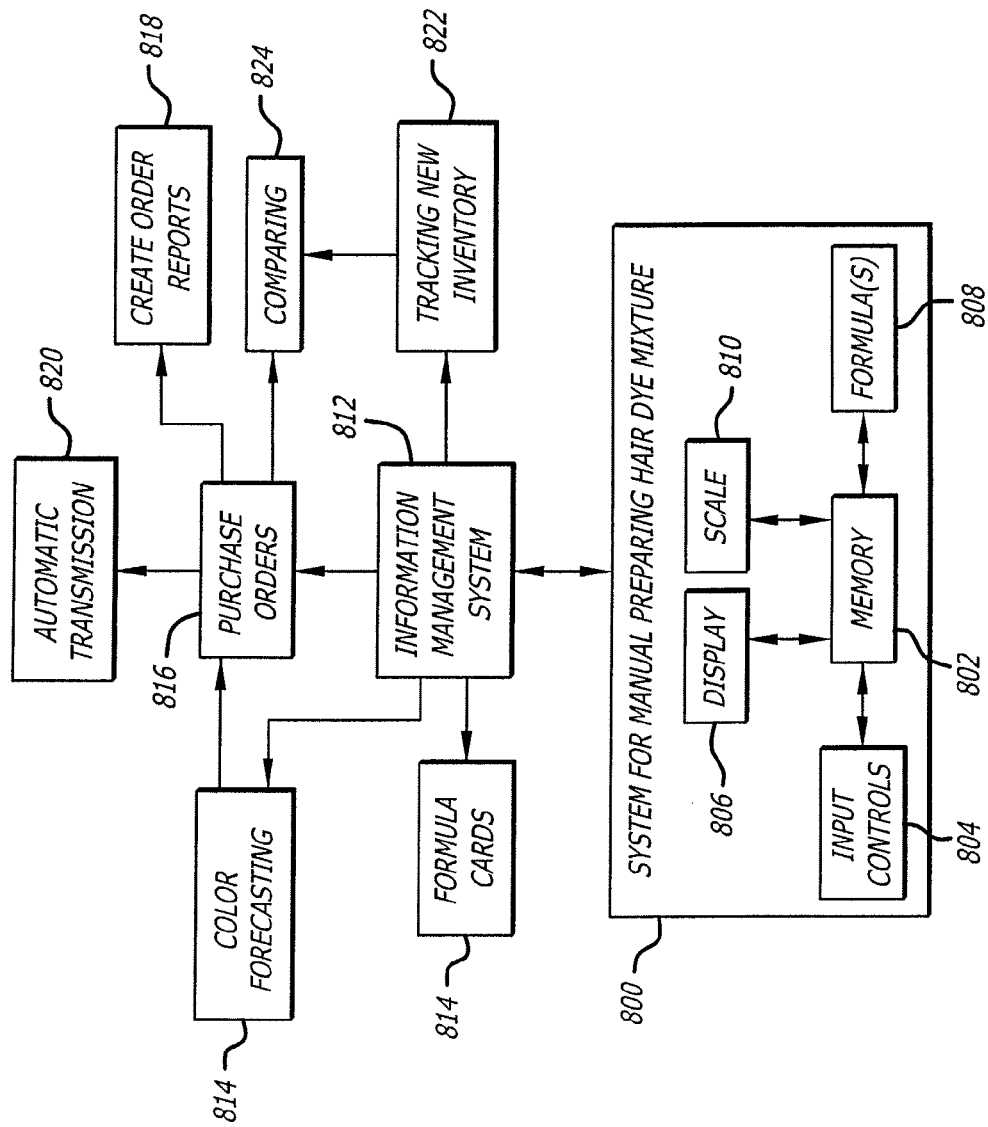 818
CREATE ORDER
REPORTS
824
COMPARING
822
TRACKING NEW
INVENTORY
820
AUTOMATIC
TRANSMISSION
PURCHASE
ORDERS
816
812
INFORMATION
MANAGEMENT
SYSTEM
COLOR
FORECASTING
814
FORMULA
CARDS
814
SYSTEM FOR MANUAL PREPARING HAIR DYE MIXTURE
800
DISPLAY
806
SCALE
810
INPUT
CONTROLS
804
MEMORY
802
FORMULA(S)
808